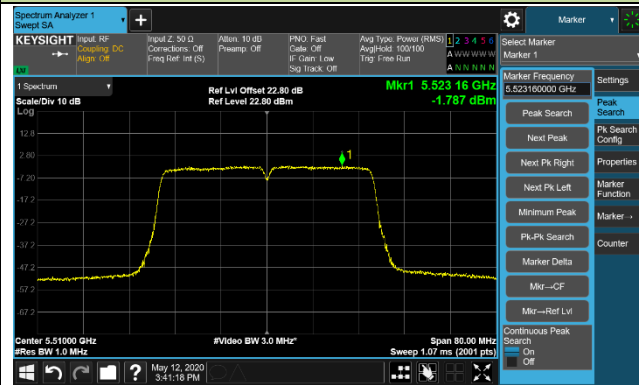 Spectrum Analyzer 1
Swept SA
Marker
KEYSIGHT
Input: RF
Coupling: DC
Align: Off
Input Z: 50 Ω
Corrections: Off
Freq Ref: Int (S)
Atten: 10 dB
Preamp: Off
PNO: Fast
Gate: Off
IF Gain: Low
Sig Track: Off
Avg Type: Power (RMS)
Avg|Hold: 100/100
Trig: Free Run
1 2 3 4 5 6
A W W W W W
A N N N N N
LXI
Select Marker
Marker 1
1 Spectrum
Scale/Div 10 dB
Log
Ref Lvl Offset 22.80 dB
Ref Level 22.80 dBm
Mkr1 5.523 16 GHz
-1.787 dBm
Marker Frequency
5.523160000 GHz
Settings
Peak Search
Peak
Search
Next Peak
Pk Search
Config
Next Pk Right
Properties
Next Pk Left
Marker
Function
Minimum Peak
Marker→
Pk-Pk Search
Counter
Marker Delta
Mkr→CF
Mkr→Ref Lvl
Continuous Peak
Search
On
Off
12.8
2.80
-7.20
-17.2
-27.2
-37.2
-47.2
-57.2
-67.2
1
Center 5.51000 GHz
#Res BW 1.0 MHz
#Video BW 3.0 MHz*
Span 80.00 MHz
Sweep 1.07 ms (2001 pts)
May 12, 2020
3:41:18 PM